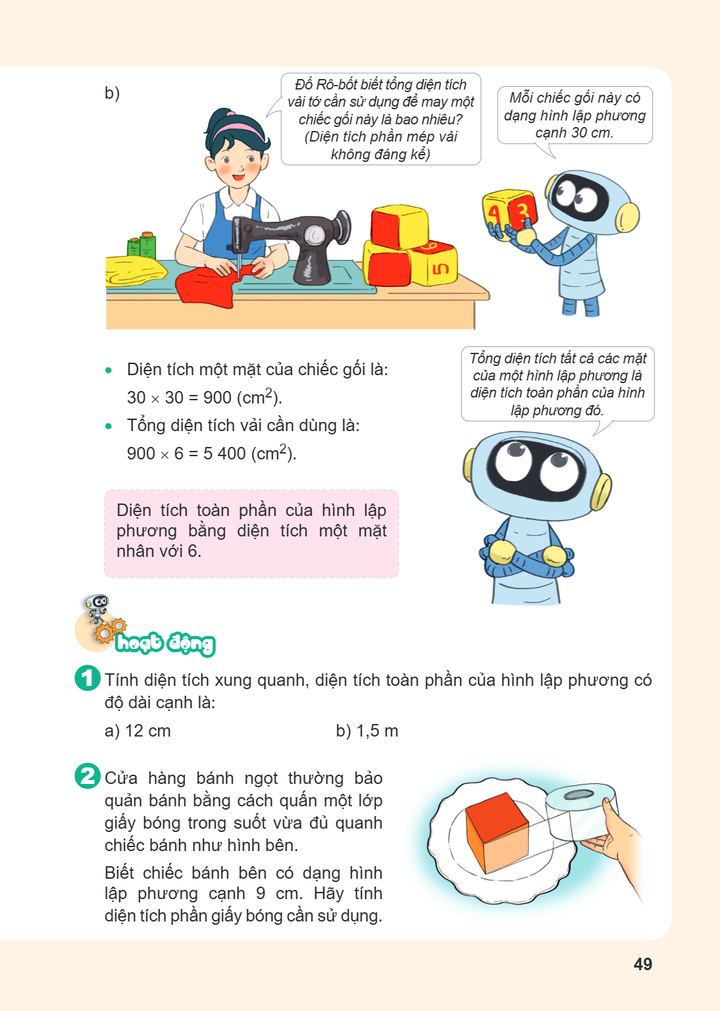 b)
Đố Rô-bốt biết tổng diện tích
vải tớ cần sử dụng để may một
chiếc gối này là bao nhiêu?
(Diện tích phần mép vải
không đáng kể)
Mỗi chiếc gối này có
dạng hình lập phương
cạnh 30 cm.
4 3
6
5
• Diện tích một mặt của chiếc gối là:
30 × 30 = 900 (cm²).
• Tổng diện tích vải cần dùng là:
900 × 6 = 5 400 (cm²).
Tổng diện tích tất cả các mặt
của một hình lập phương là
diện tích toàn phần của hình
lập phương đó.
Diện tích toàn phần của hình lập
phương bằng diện tích một mặt
nhân với 6.
hoạt động
1 Tính diện tích xung quanh, diện tích toàn phần của hình lập phương có
độ dài cạnh là:
a) 12 cm b) 1,5 m
2 Cửa hàng bánh ngọt thường bảo
quản bánh bằng cách quấn một lớp
giấy bóng trong suốt vừa đủ quanh
chiếc bánh như hình bên.
Biết chiếc bánh bên có dạng hình
lập phương cạnh 9 cm. Hãy tính
diện tích phần giấy bóng cần sử dụng.
49